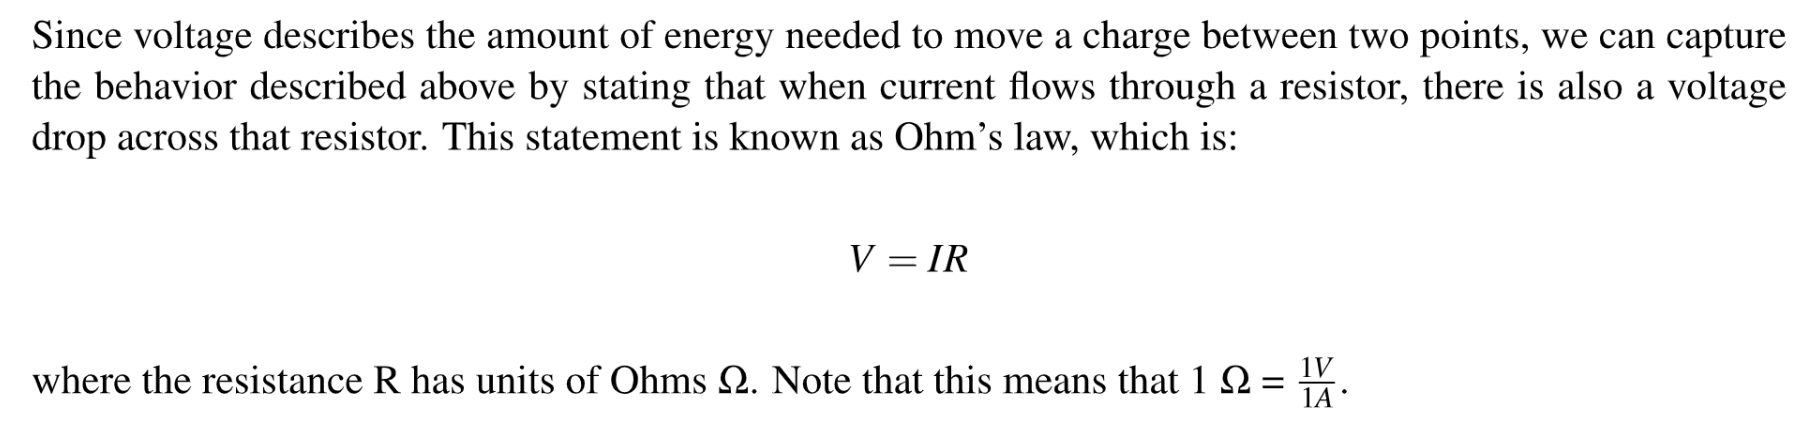 Since voltage describes the amount of energy needed to move a charge between two points, we can capture
the behavior described above by stating that when current flows through a resistor, there is also a voltage
drop across that resistor. This statement is known as Ohm’s law, which is:
V = IR
where the resistance R has units of Ohms Ω. Note that this means that 1 Ω = 1V/1A.